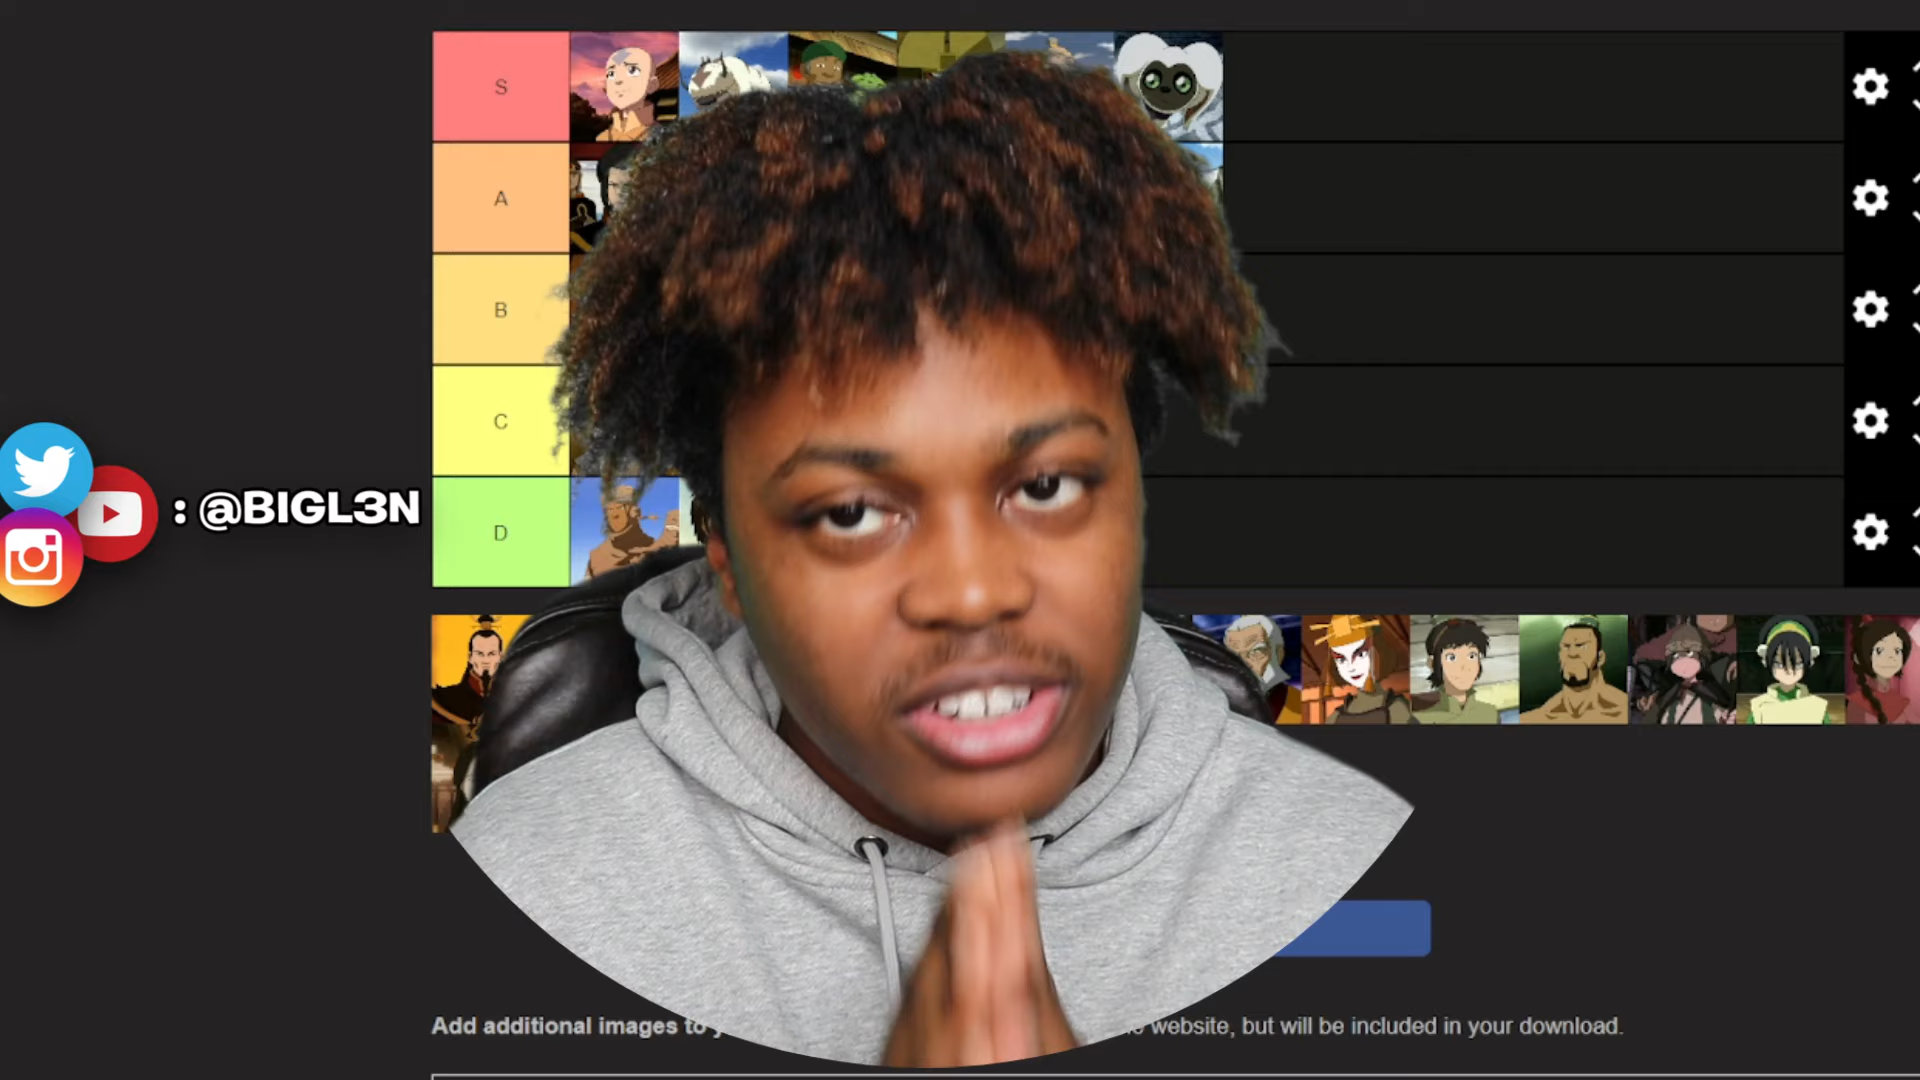 S
A
B
C
D
: @BIGL3N
Add additional images to
website, but will be included in your download.